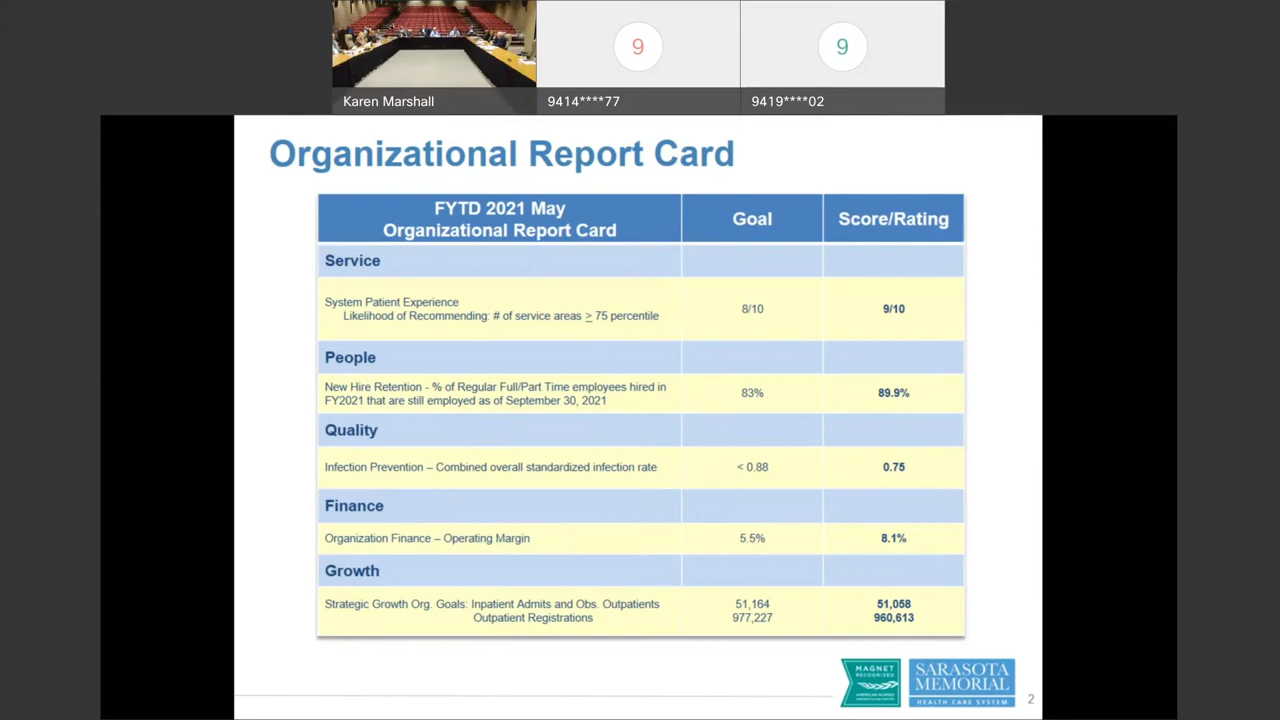 9
9
Karen Marshall
9414****77
9419****02
Organizational Report Card
FYTD 2021 May
Organizational Report Card
Goal
Score/Rating
Service
System Patient Experience
Likelihood of Recommending: # of service areas ≥ 75 percentile
8/10
9/10
People
New Hire Retention - % of Regular Full/Part Time employees hired in
FY2021 that are still employed as of September 30, 2021
83%
89.9%
Quality
Infection Prevention – Combined overall standardized infection rate
< 0.88
0.75
Finance
Organization Finance – Operating Margin
5.5%
8.1%
Growth
Strategic Growth Org. Goals: Inpatient Admits and Obs. Outpatients
51,164
51,058
Outpatient Registrations
977,227
960,613
MAGNET
RECOGNIZED
AMERICAN NURSES
SARASOTA
MEMORIAL
HEALTH CARE SYSTEM
2